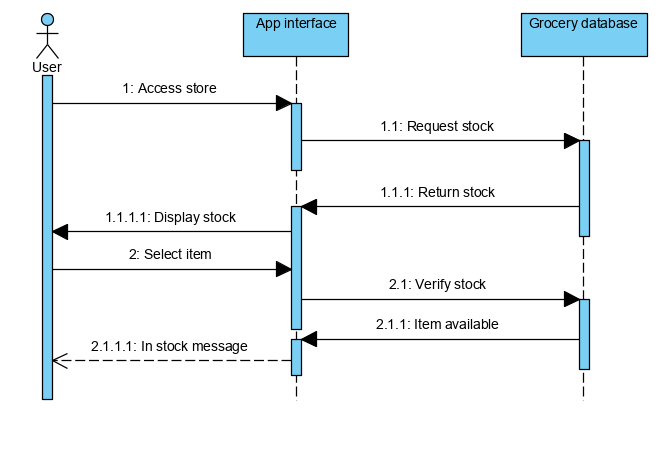 App interface
Grocery database
User
1: Access store
1.1: Request stock
1.1.1: Return stock
1.1.1.1: Display stock
2: Select item
2.1: Verify stock
2.1.1: Item available
2.1.1.1: In stock message